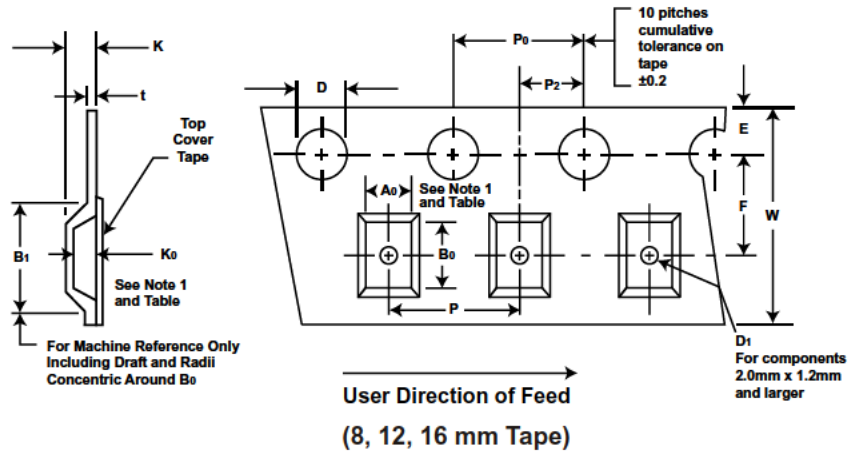 K
t
Top
Cover
Tape
B1
K0
See Note 1
and Table
For Machine Reference Only
Including Draft and Radii
Concentric Around B0
D
P0
P2
10 pitches
cumulative
tolerance on
tape
±0.2
E
A0
See Note 1
and Table
B0
F
W
P
D1
For components
2.0mm x 1.2mm
and larger
User Direction of Feed
(8, 12, 16 mm Tape)